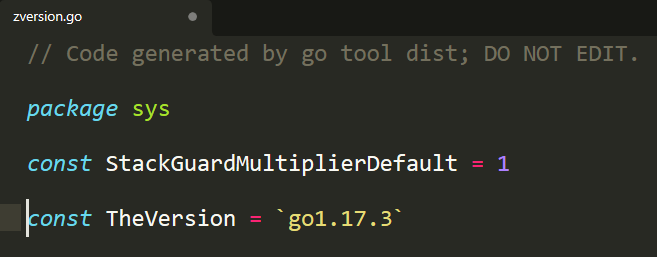 zversion.go
// Code generated by go tool dist; DO NOT EDIT.
package sys
const StackGuardMultiplierDefault = 1
const TheVersion = `go1.17.3`